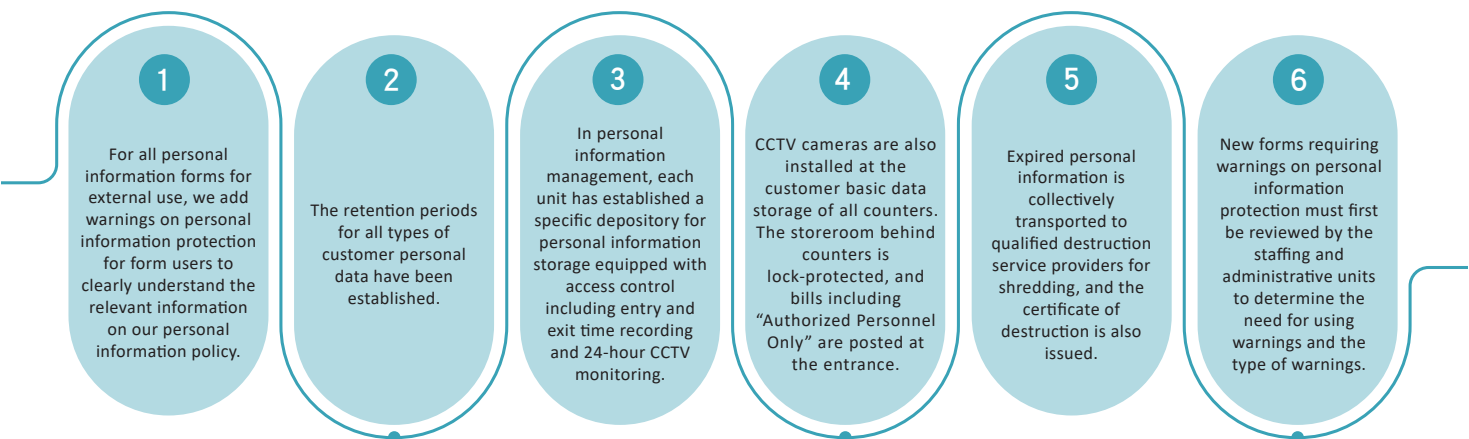 1
For all personal
information forms for
external use, we add
warnings on personal
information protection
for form users to
clearly understand the
relevant information
on our personal
information policy.
2
The retention periods
for all types of
customer personal
data have been
established.
3
In personal
information
management, each
unit has established a
specific depository for
personal information
storage equipped with
access control
including entry and
exit time recording
and 24-hour CCTV
monitoring.
4
CCTV cameras are also
installed at the
customer basic data
storage of all counters.
The storeroom behind
counters is
lock-protected, and
bills including
“Authorized Personnel
Only” are posted at
the entrance.
5
Expired personal
information is
collectively
transported to
qualified destruction
service providers for
shredding, and the
certificate of
destruction is also
issued.
6
New forms requiring
warnings on personal
information
protection must first
be reviewed by the
staffing and
administrative units
to determine the
need for using
warnings and the
type of warnings.